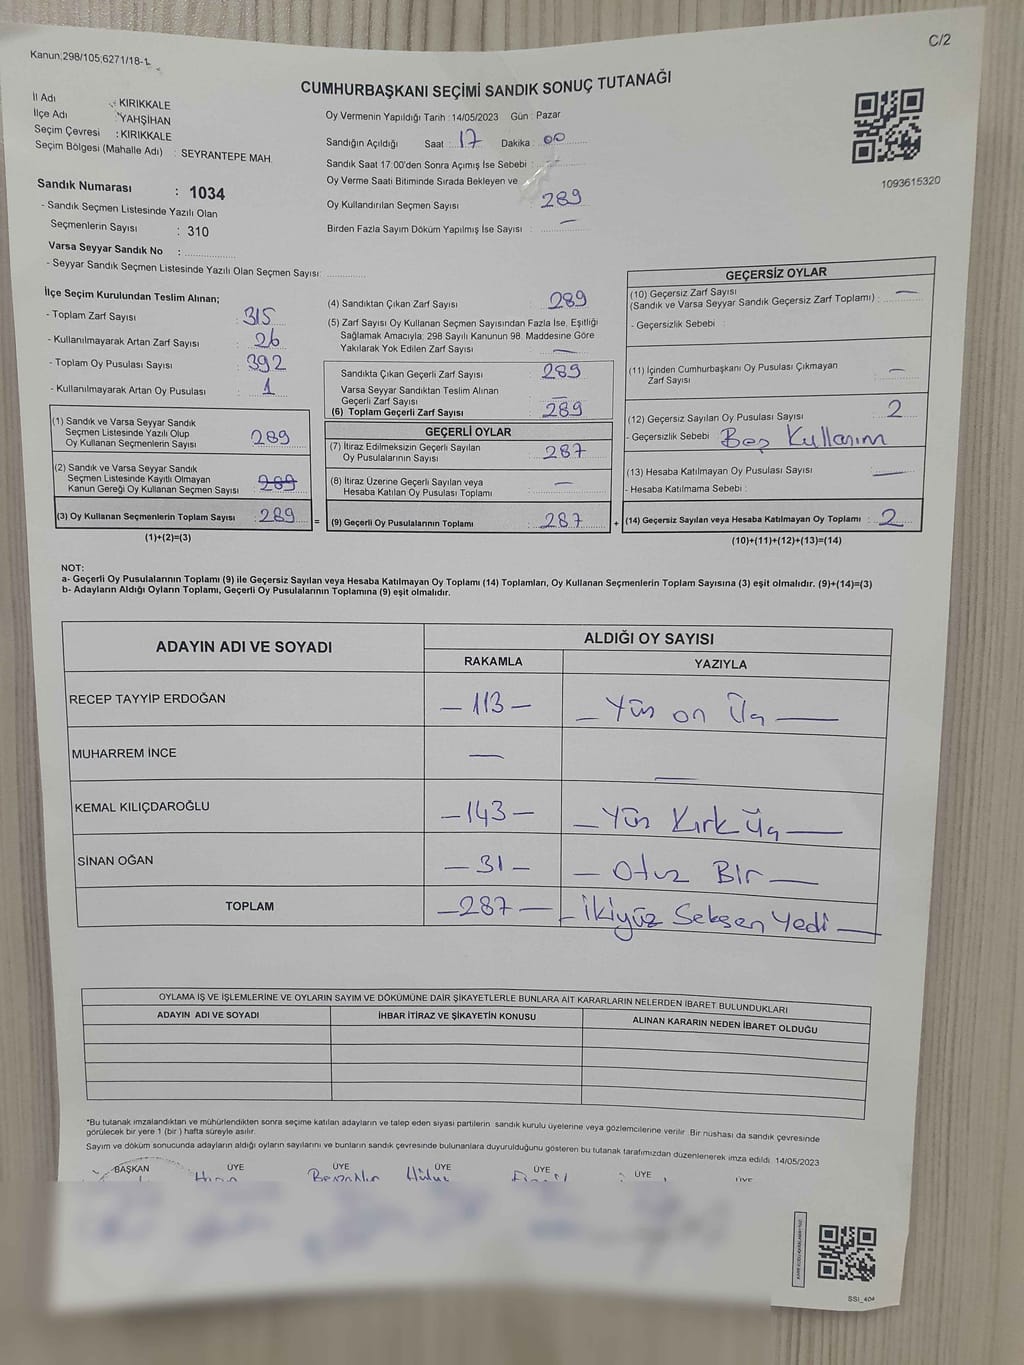 C/2
Kanun;298/105;6271/18-1
CUMHURBAŞKANI SEÇİMİ SANDIK SONUÇ TUTANAĞI
İl Adı : KIRIKKALE
İlçe Adı : YAHŞİHAN
Seçim Çevresi : KIRIKKALE
Seçim Bölgesi (Mahalle Adı) : SEYRANTEPE MAH.
Sandık Numarası : 1034
- Sandık Seçmen Listesinde Yazılı Olan
Seçmenlerin Sayısı : 310
Varsa Seyyar Sandık No :
- Seyyar Sandık Seçmen Listesinde Yazılı Olan Seçmen Sayısı:
Oy Vermenin Yapıldığı Tarih : 14/05/2023 Gün : Pazar
Sandığın Açıldığı Saat : 17 Dakika : 00
Sandık Saat 17:00'den Sonra Açımış İse Sebebi :
Oy Verme Saati Bitiminde Sırada Bekleyen ve
Oy Kullandırılan Seçmen Sayısı : 289
Birden Fazla Sayım Döküm Yapılmış İse Sayısı : —
1093615320
İlçe Seçim Kurulundan Teslim Alınan;
- Toplam Zarf Sayısı : 315
- Kullanılmayarak Artan Zarf Sayısı : 26
- Toplam Oy Pusulası Sayısı : 392
- Kullanılmayarak Artan Oy Pusulası : 1
(1) Sandık ve Varsa Seyyar Sandık
Seçmen Listesinde Yazılı Olup
Oy Kullanan Seçmenlerin Sayısı : 289
(2) Sandık ve Varsa Seyyar Sandık
Seçmen Listesinde Kayıtlı Olmayan
Kanun Gereği Oy Kullanan Seçmen Sayısı : 289
(3) Oy Kullanan Seçmenlerin Toplam Sayısı : 289 =
(1)+(2)=(3)
(4) Sandıktan Çıkan Zarf Sayısı : 289
(5) Zarf Sayısı Oy Kullanan Seçmen Sayısından Fazla İse, Eşitliği
Sağlamak Amacıyla; 298 Sayılı Kanunun 98. Maddesine Göre
Yakılarak Yok Edilen Zarf Sayısı : —
Sandıkta Çıkan Geçerli Zarf Sayısı : 289
Varsa Seyyar Sandıktan Teslim Alınan
Geçerli Zarf Sayısı : —
(6) Toplam Geçerli Zarf Sayısı : 289
GEÇERLİ OYLAR
(7) İtiraz Edilmeksizin Geçerli Sayılan
Oy Pusulalarının Sayısı : 287
(8) İtiraz Üzerine Geçerli Sayılan veya
Hesaba Katılan Oy Pusulası Toplamı : —
(9) Geçerli Oy Pusulalarının Toplamı : 287 +
GEÇERSİZ OYLAR
(10) Geçersiz Zarf Sayısı
(Sandık ve Varsa Seyyar Sandık Geçersiz Zarf Toplamı) : —
- Geçersizlik Sebebi :
(11) İçinden Cumhurbaşkanı Oy Pusulası Çıkmayan
Zarf Sayısı : —
(12) Geçersiz Sayılan Oy Pusulası Sayısı : 2
- Geçersizlik Sebebi : Boş Kullanım
(13) Hesaba Katılmayan Oy Pusulası Sayısı : —
- Hesaba Katılmama Sebebi :
(14) Geçersiz Sayılan veya Hesaba Katılmayan Oy Toplamı : 2
(10)+(11)+(12)+(13)=(14)
NOT:
a- Geçerli Oy Pusulalarının Toplamı (9) ile Geçersiz Sayılan veya Hesaba Katılmayan Oy Toplamı (14) Toplamları, Oy Kullanan Seçmenlerin Toplam Sayısına (3) eşit olmalıdır. (9)+(14)=(3)
b- Adayların Aldığı Oyların Toplamı, Geçerli Oy Pusulalarının Toplamına (9) eşit olmalıdır.
ADAYIN ADI VE SOYADI ALDIĞI OY SAYISI
RAKAMLA YAZIYLA
RECEP TAYYİP ERDOĞAN — 113 — — Yüz on Üç —
MUHARREM İNCE — —
KEMAL KILIÇDAROĞLU — 143 — — Yüz Kırk Üç —
SİNAN OĞAN — 31 — — Otuz Bir —
TOPLAM — 287 — — İkiyüz Seksen Yedi —
OYLAMA İŞ VE İŞLEMLERİNE VE OYLARIN SAYIM VE DÖKÜMÜNE DAİR ŞİKAYETLERLE BUNLARA AİT KARARLARIN NELERDEN İBARET BULUNDUKLARI
ADAYIN ADI VE SOYADI İHBAR İTİRAZ VE ŞİKAYETİN KONUSU ALINAN KARARIN NEDEN İBARET OLDUĞU
*Bu tutanak imzalandıktan ve mühürlendikten sonra seçime katılan adayların ve talep eden siyasi partilerin sandık kurulu üyelerine veya gözlemcilerine verilir. Bir nüshası da sandık çevresinde
görülecek bir yere 1 (bir) hafta süreyle asılır.
Sayım ve döküm sonucunda adayların aldığı oyların sayılarını ve bunların sandık çevresinde bulunanlara duyurulduğunu gösteren bu tutanak tarafımızdan düzenlenerek imza edildi. 14/05/2023
BAŞKAN ÜYE ÜYE ÜYE ÜYE ÜYE ÜYE
SSI_404